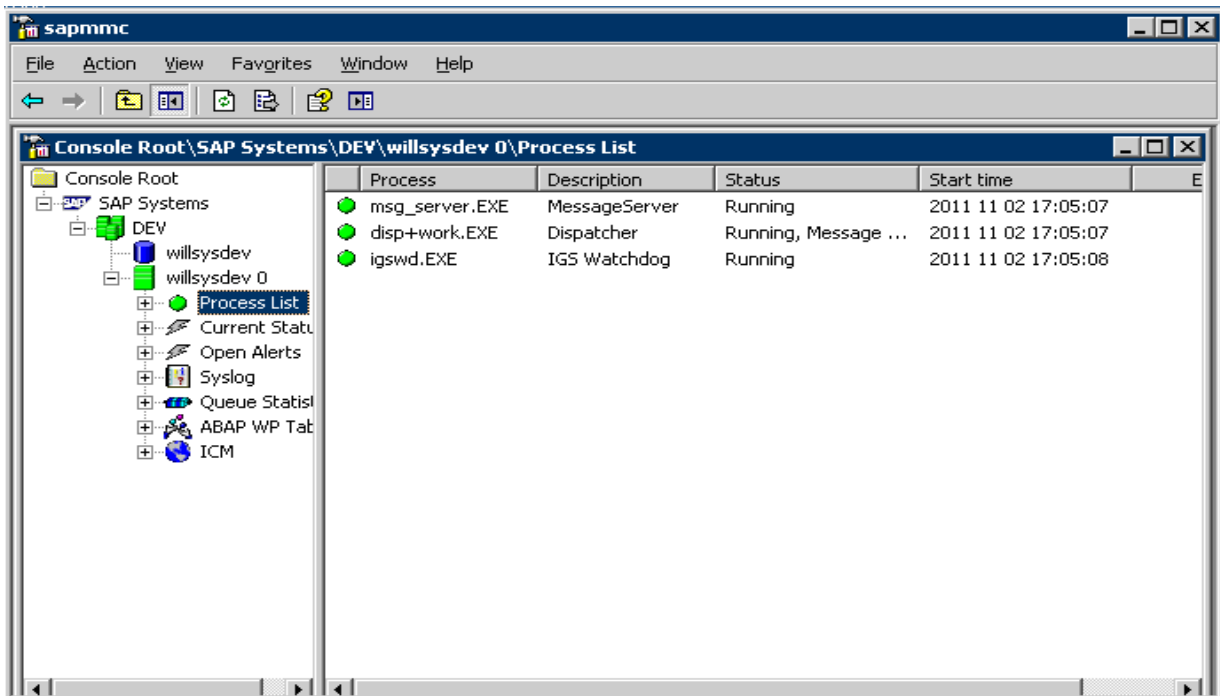 sapmmc
File Action View Favorites Window Help
Console Root\SAP Systems\DEV\willsysdev 0\Process List
Console Root
SAP Systems
DEV
willsysdev
willsysdev 0
Process List
Current Statu
Open Alerts
Syslog
Queue Statist
ABAP WP Tab
ICM
Process Description Status Start time E
msg_server.EXE MessageServer Running 2011 11 02 17:05:07
disp+work.EXE Dispatcher Running, Message ... 2011 11 02 17:05:07
igswd.EXE IGS Watchdog Running 2011 11 02 17:05:08